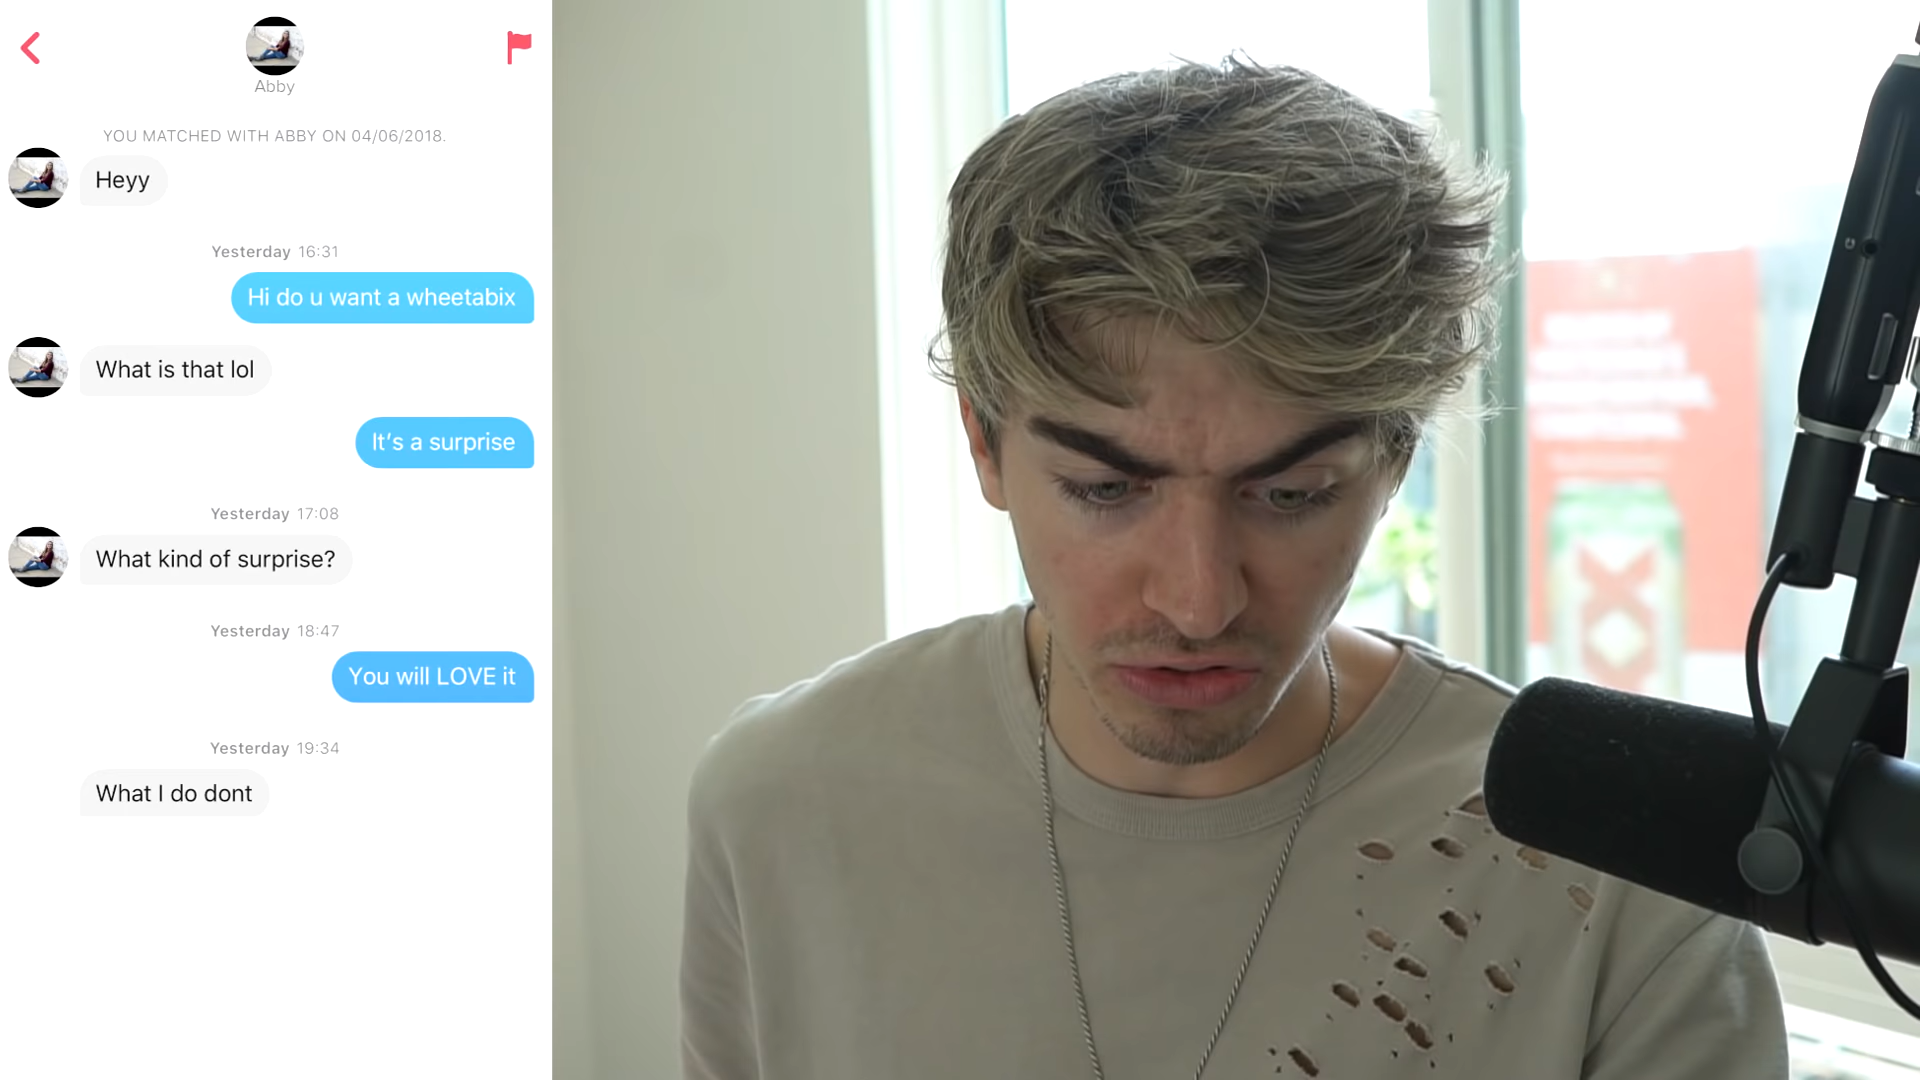 Abby
YOU MATCHED WITH ABBY ON 04/06/2018.
Heyy
Yesterday 16:31
Hi do u want a wheetabix
What is that lol
It's a surprise
Yesterday 17:08
What kind of surprise?
Yesterday 18:47
You will LOVE it
Yesterday 19:34
What I do dont